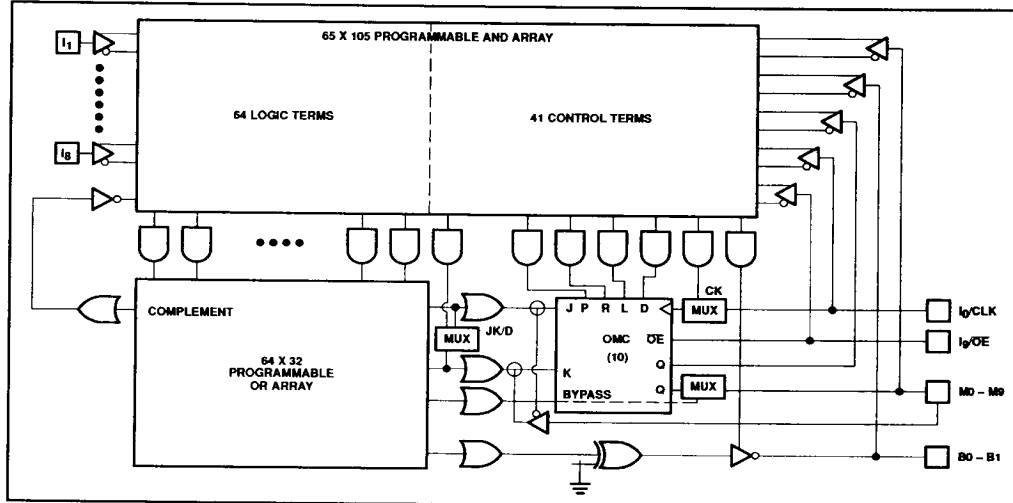 65 X 105 PROGRAMMABLE AND ARRAY
I1
64 LOGIC TERMS
41 CONTROL TERMS
I8
COMPLEMENT
64 X 32
PROGRAMMABLE
OR ARRAY
JK/D
MUX
J P R L D
OMC
(10)
OE
Q
K
Q
BYPASS
CK
MUX
MUX
I0/CLK
I9/OE
M0 – M9
B0 – B1